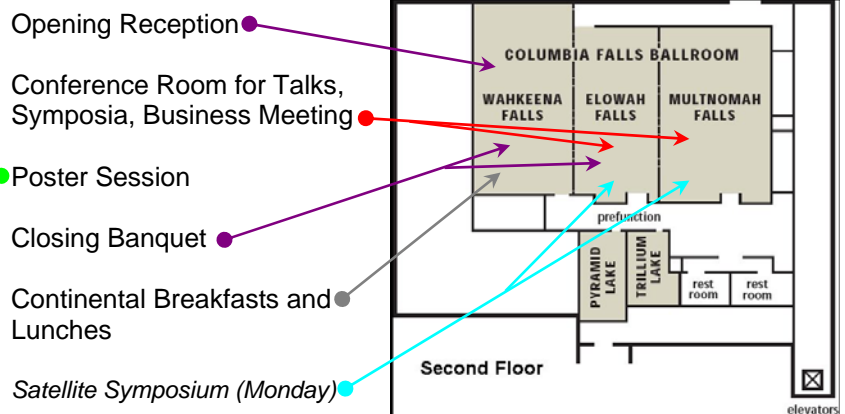 Opening Reception
Conference Room for Talks,
Symposia, Business Meeting
Poster Session
Closing Banquet
Continental Breakfasts and
Lunches
Satellite Symposium (Monday)
COLUMBIA FALLS BALLROOM
WAHKEENA
FALLS
ELOWAH
FALLS
MULTNOMAH
FALLS
prefunction
PYRAMID
LAKE
TRILLIUM
LAKE
rest
room
rest
room
Second Floor
elevators